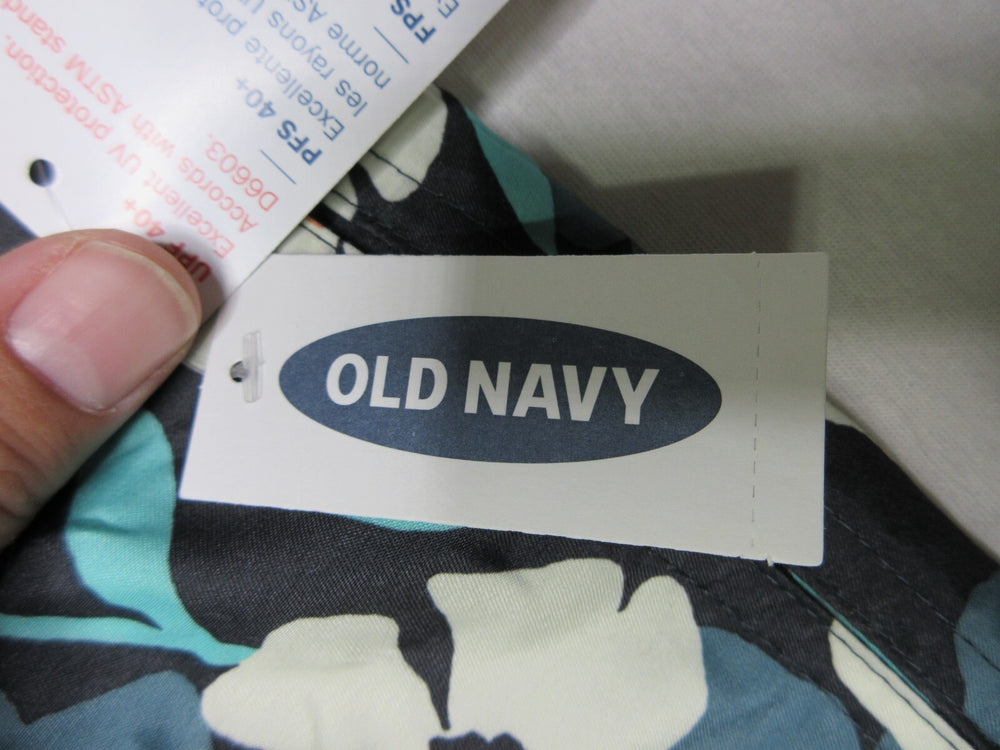 UPF 40+
Excellent UV protection.
Accords with ASTM stand
D6603.
PFS 40+
Excellente prot
les rayons U
norme AS
FPS
E
OLD NAVY